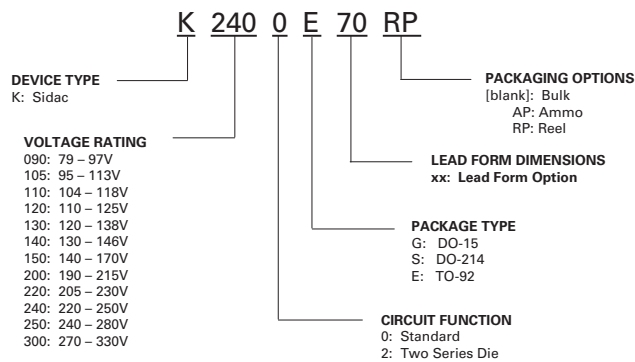 K 240 0 E 70 RP
DEVICE TYPE
K: Sidac
VOLTAGE RATING
090: 79 – 97V
105: 95 – 113V
110: 104 – 118V
120: 110 – 125V
130: 120 – 138V
140: 130 – 146V
150: 140 – 170V
200: 190 – 215V
220: 205 – 230V
240: 220 – 250V
250: 240 – 280V
300: 270 – 330V
PACKAGING OPTIONS
[blank]: Bulk
AP: Ammo
RP: Reel
LEAD FORM DIMENSIONS
xx: Lead Form Option
PACKAGE TYPE
G: DO-15
S: DO-214
E: TO-92
CIRCUIT FUNCTION
0: Standard
2: Two Series Die